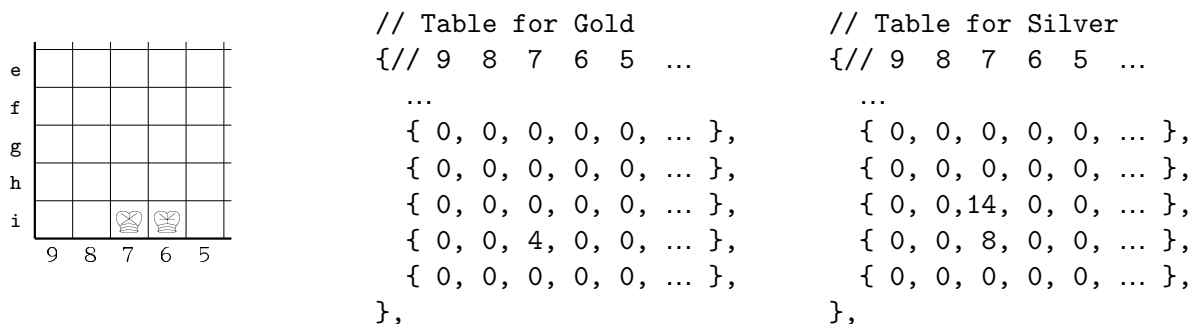 e
f
g
h
i
9 8 7 6 5
// Table for Gold
{// 9 8 7 6 5 ...
...
{ 0, 0, 0, 0, 0, ... },
{ 0, 0, 0, 0, 0, ... },
{ 0, 0, 0, 0, 0, ... },
{ 0, 0, 4, 0, 0, ... },
{ 0, 0, 0, 0, 0, ... },
},
// Table for Silver
{// 9 8 7 6 5 ...
...
{ 0, 0, 0, 0, 0, ... },
{ 0, 0, 0, 0, 0, ... },
{ 0, 0,14, 0, 0, ... },
{ 0, 0, 8, 0, 0, ... },
{ 0, 0, 0, 0, 0, ... },
},